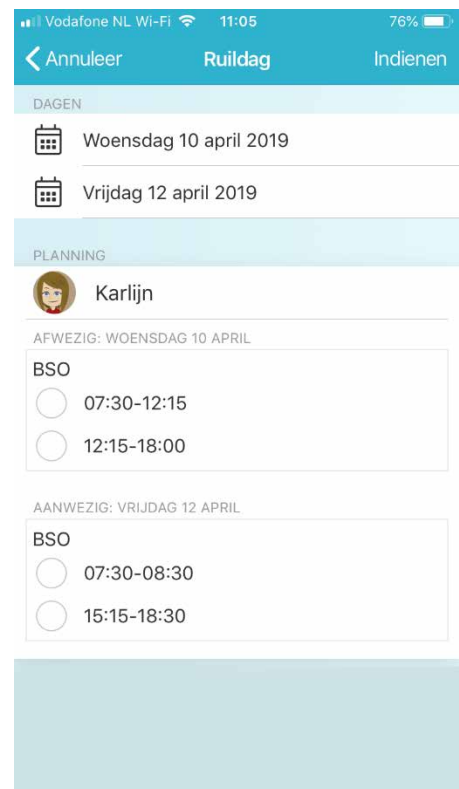 Vodafone NL Wi-Fi 11:05 76%
Annuleer Ruildag Indienen
DAGEN
Woensdag 10 april 2019
Vrijdag 12 april 2019
PLANNING
Karlijn
AFWEZIG: WOENSDAG 10 APRIL
BSO
07:30-12:15
12:15-18:00
AANWEZIG: VRIJDAG 12 APRIL
BSO
07:30-08:30
15:15-18:30